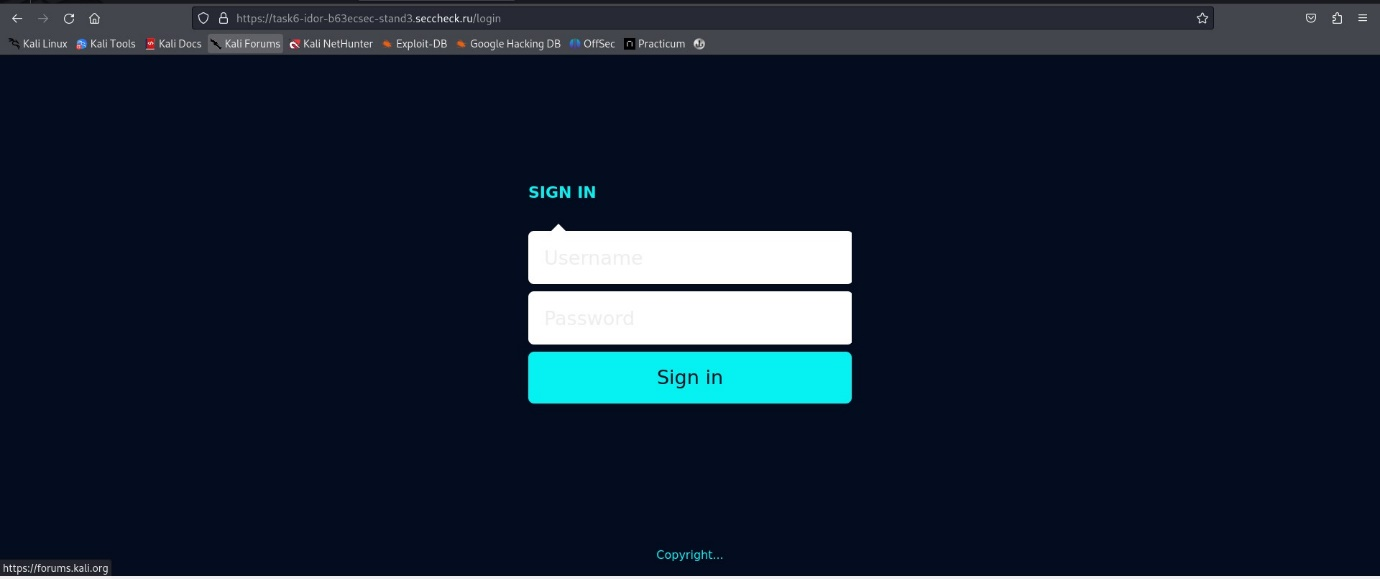 https://task6-idor-b63ecsec-stand3.seccheck.ru/login
Kali Linux Kali Tools Kali Docs Kali Forums Kali NetHunter Exploit-DB Google Hacking DB OffSec Practicum
SIGN IN
Username
Password
Sign in
Copyright...
https://forums.kali.org